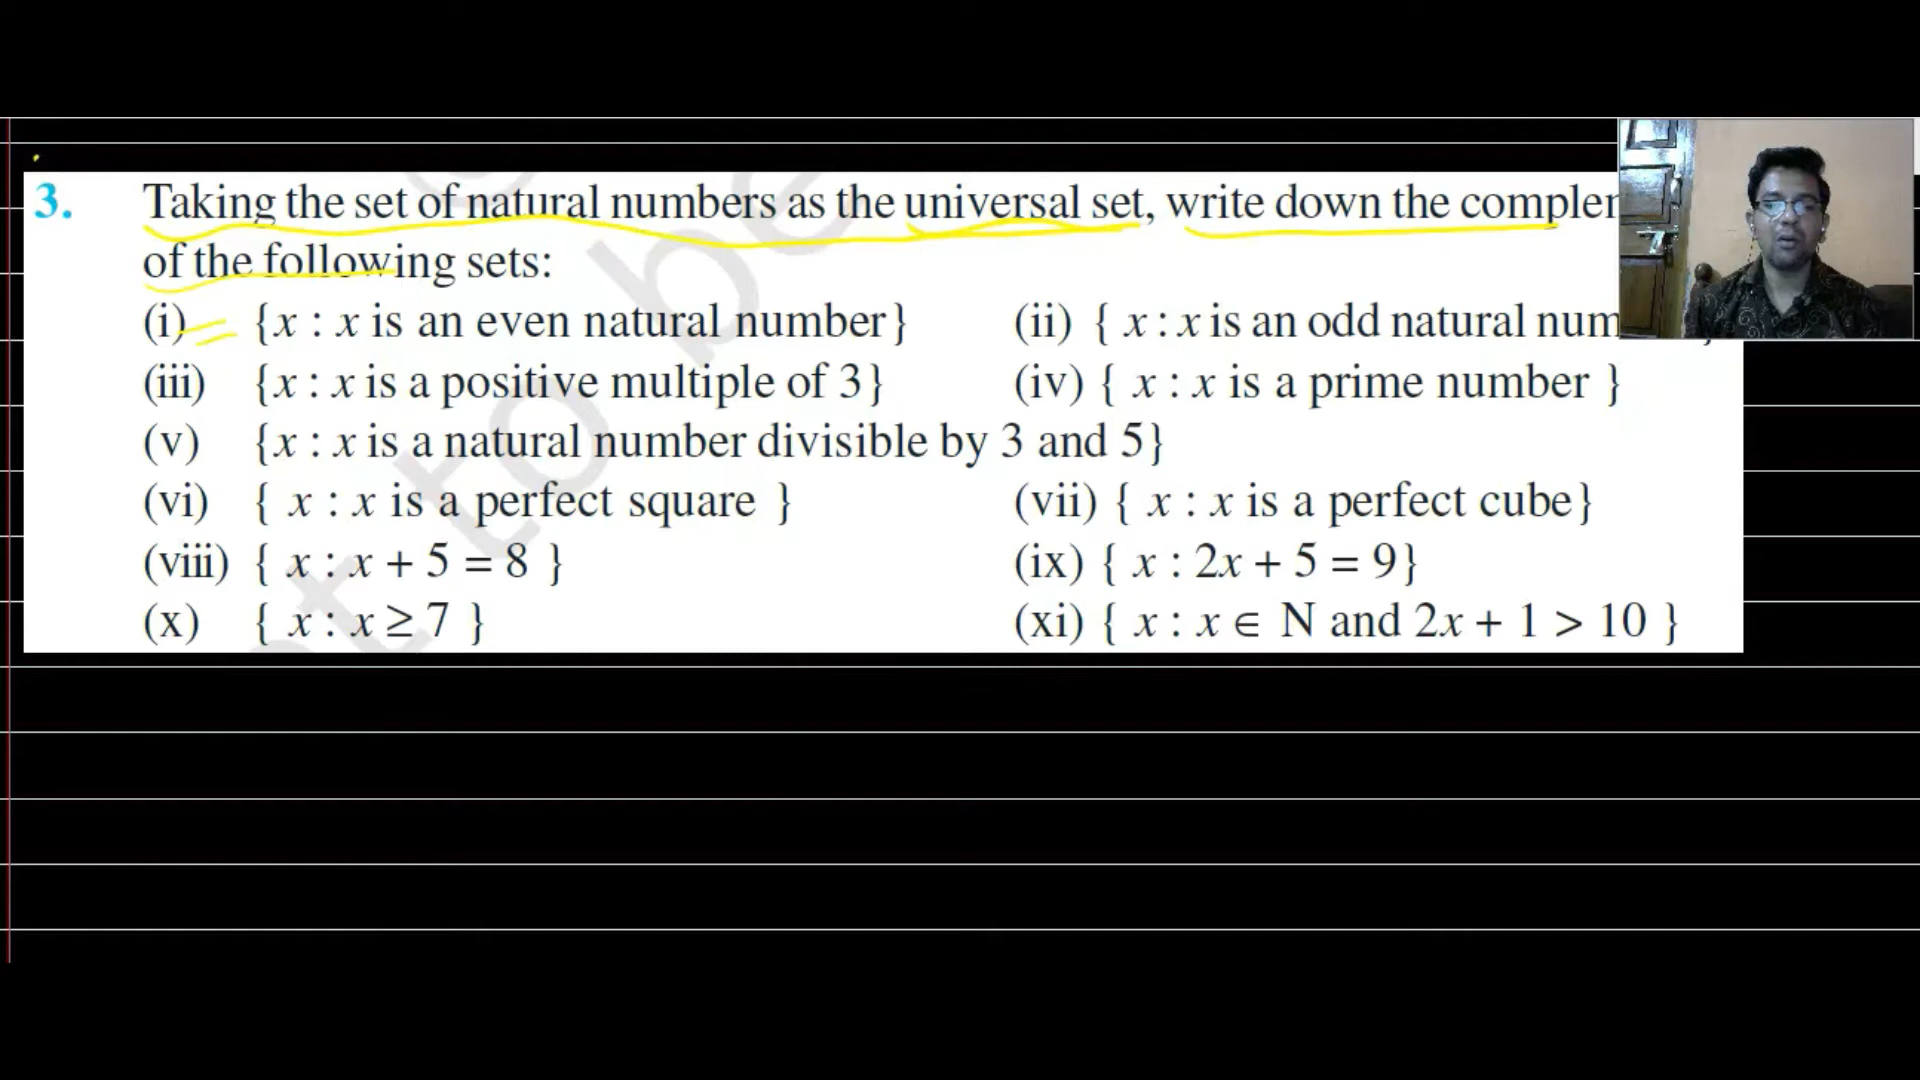 3. Taking the set of natural numbers as the universal set, write down the
of the following sets:
(i) {x : x is an even natural number} (ii) { x : x is an odd natural
(iii) {x : x is a positive multiple of 3} (iv) { x : x is a prime number }
(v) {x : x is a natural number divisible by 3 and 5}
(vi) { x : x is a perfect square } (vii) { x : x is a perfect cube}
(viii) { x : x + 5 = 8 } (ix) { x : 2x + 5 = 9}
(x) { x : x ≥ 7 } (xi) { x : x ∈ N and 2x + 1 > 10 }